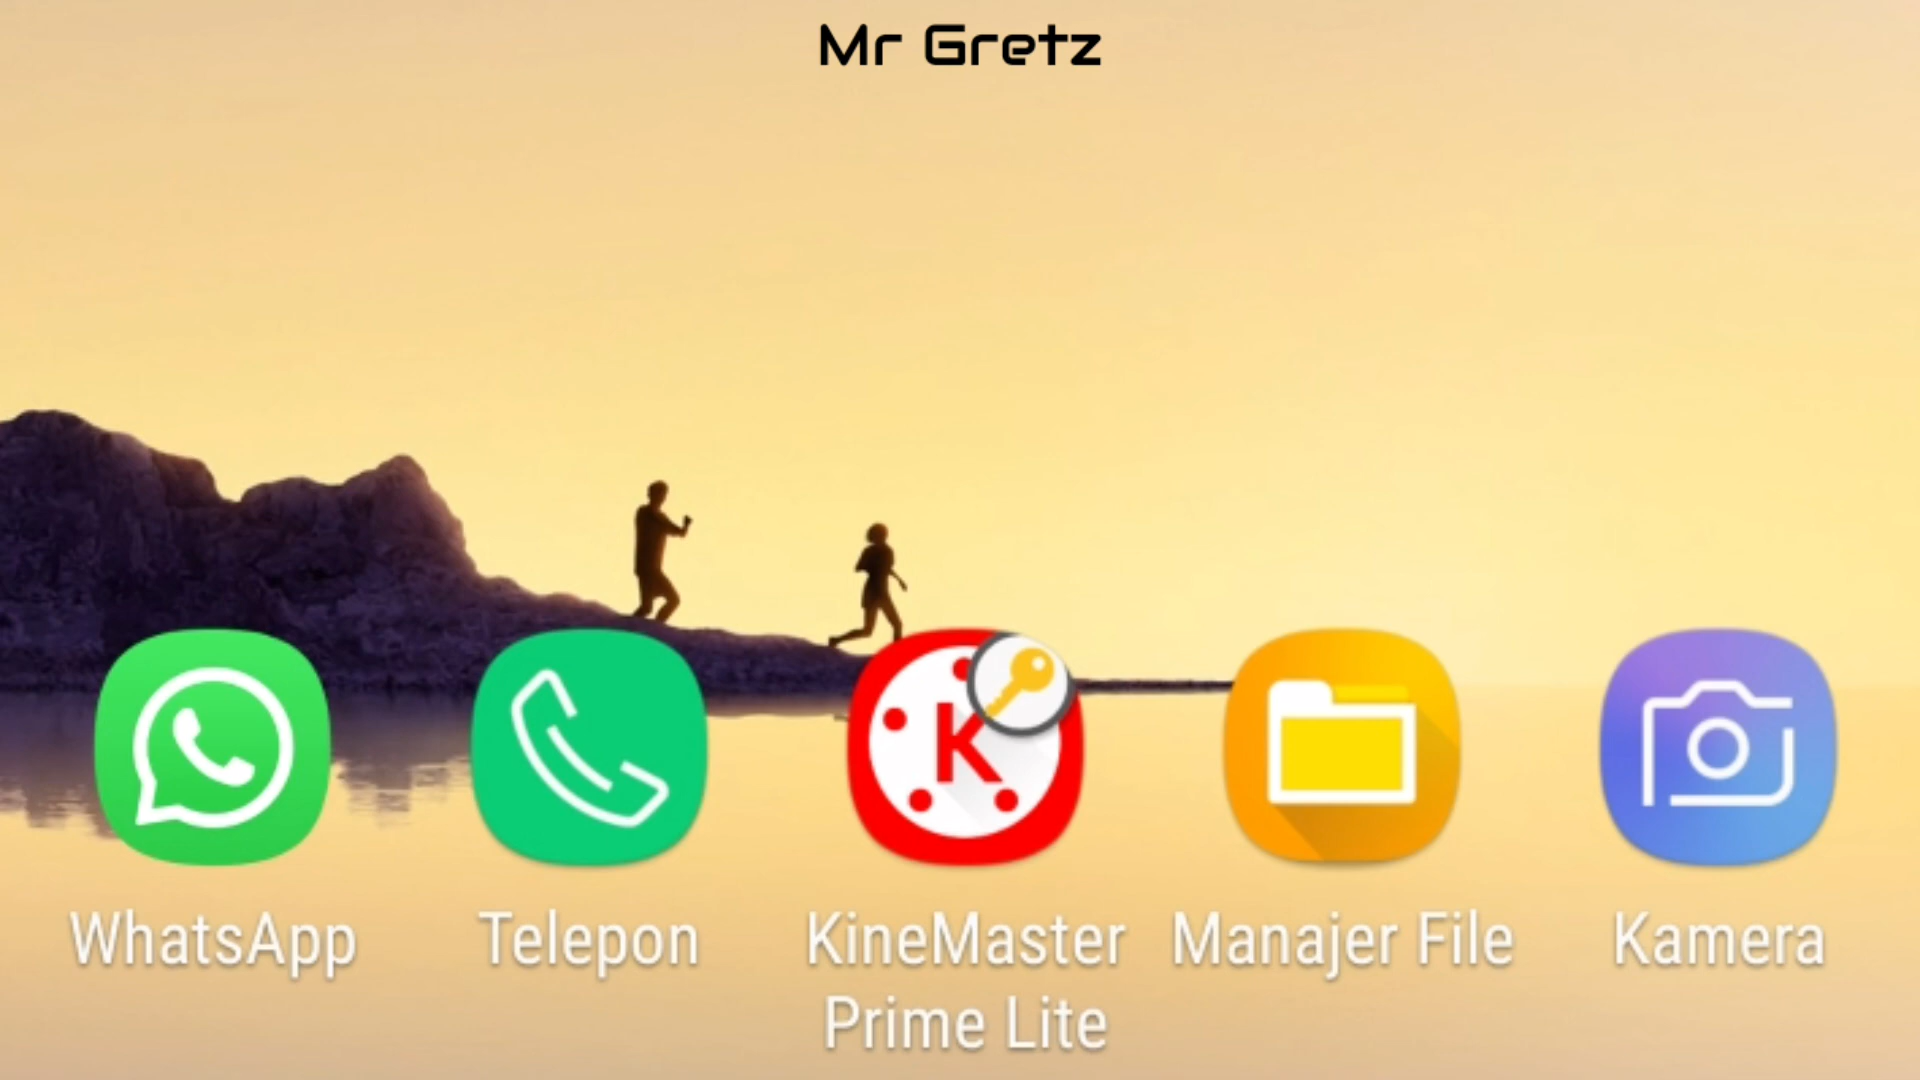 Mr Gretz
WhatsApp
Telepon
KineMaster
Prime Lite
Manajer File
Kamera